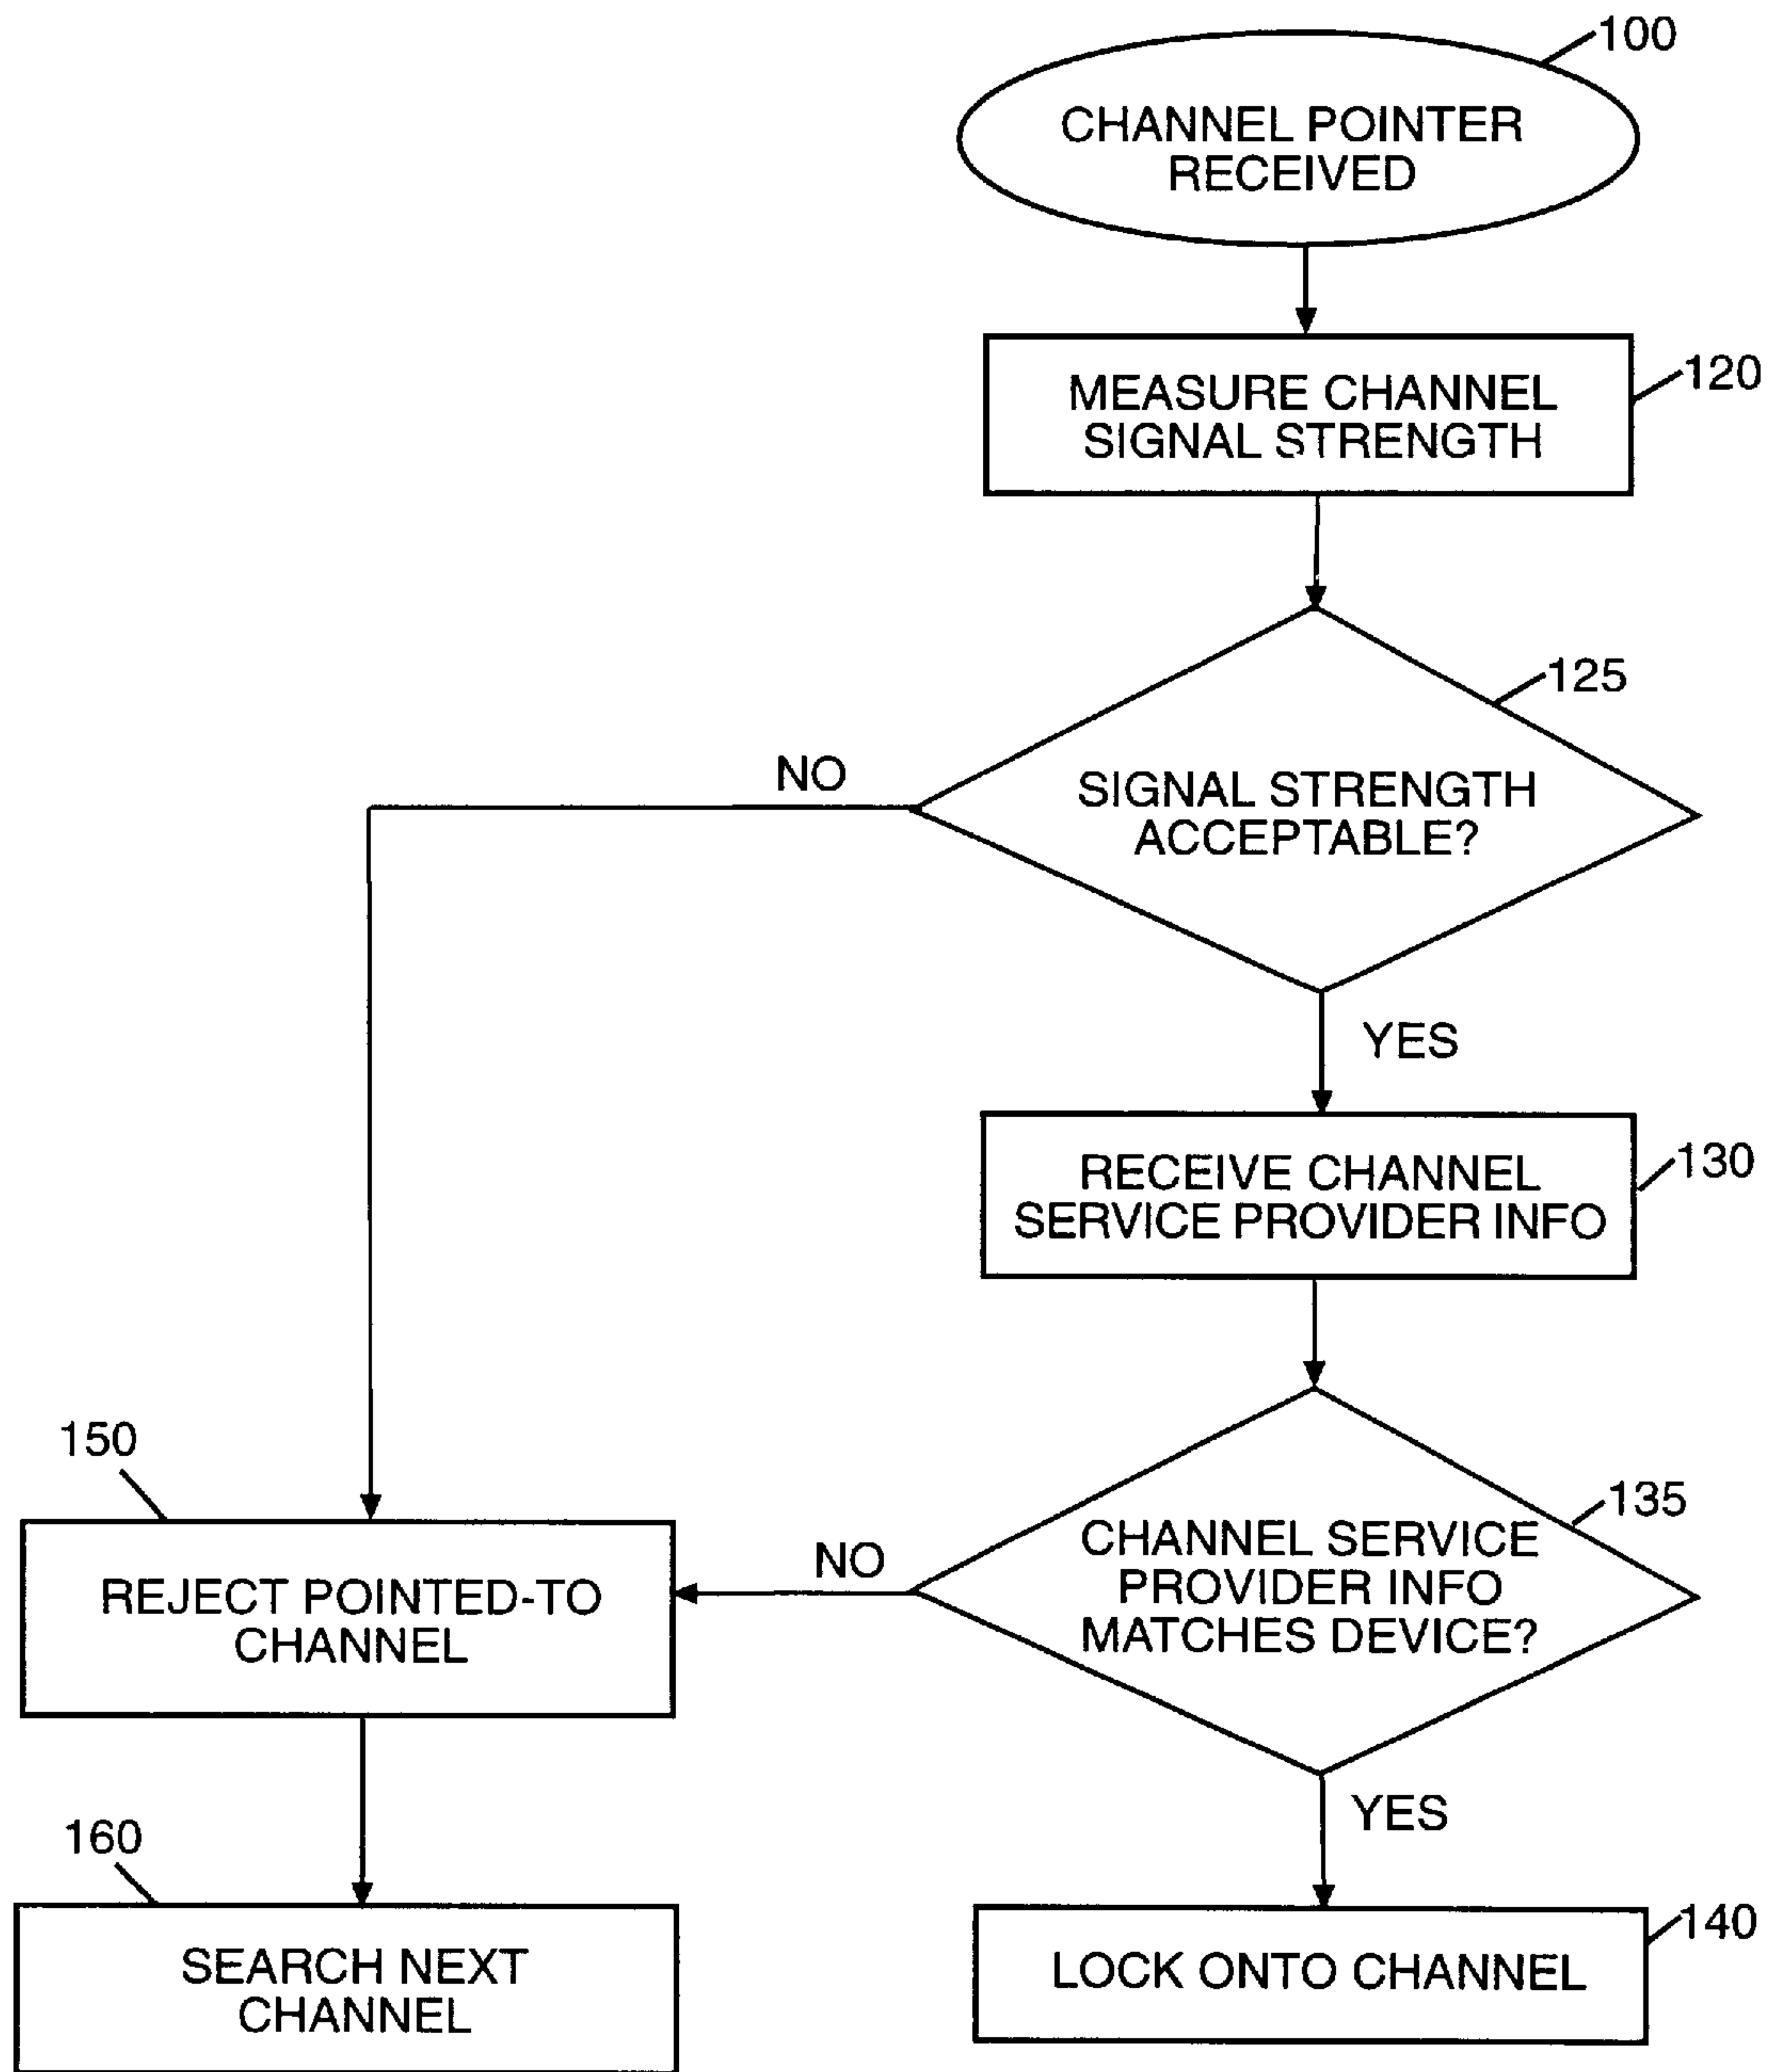 100
CHANNEL POINTER
RECEIVED
120
MEASURE CHANNEL
SIGNAL STRENGTH
125
NO
SIGNAL STRENGTH
ACCEPTABLE?
YES
130
RECEIVE CHANNEL
SERVICE PROVIDER INFO
150
135
REJECT POINTED-TO
CHANNEL
NO
CHANNEL SERVICE
PROVIDER INFO
MATCHES DEVICE?
YES
160
140
SEARCH NEXT
CHANNEL
LOCK ONTO CHANNEL